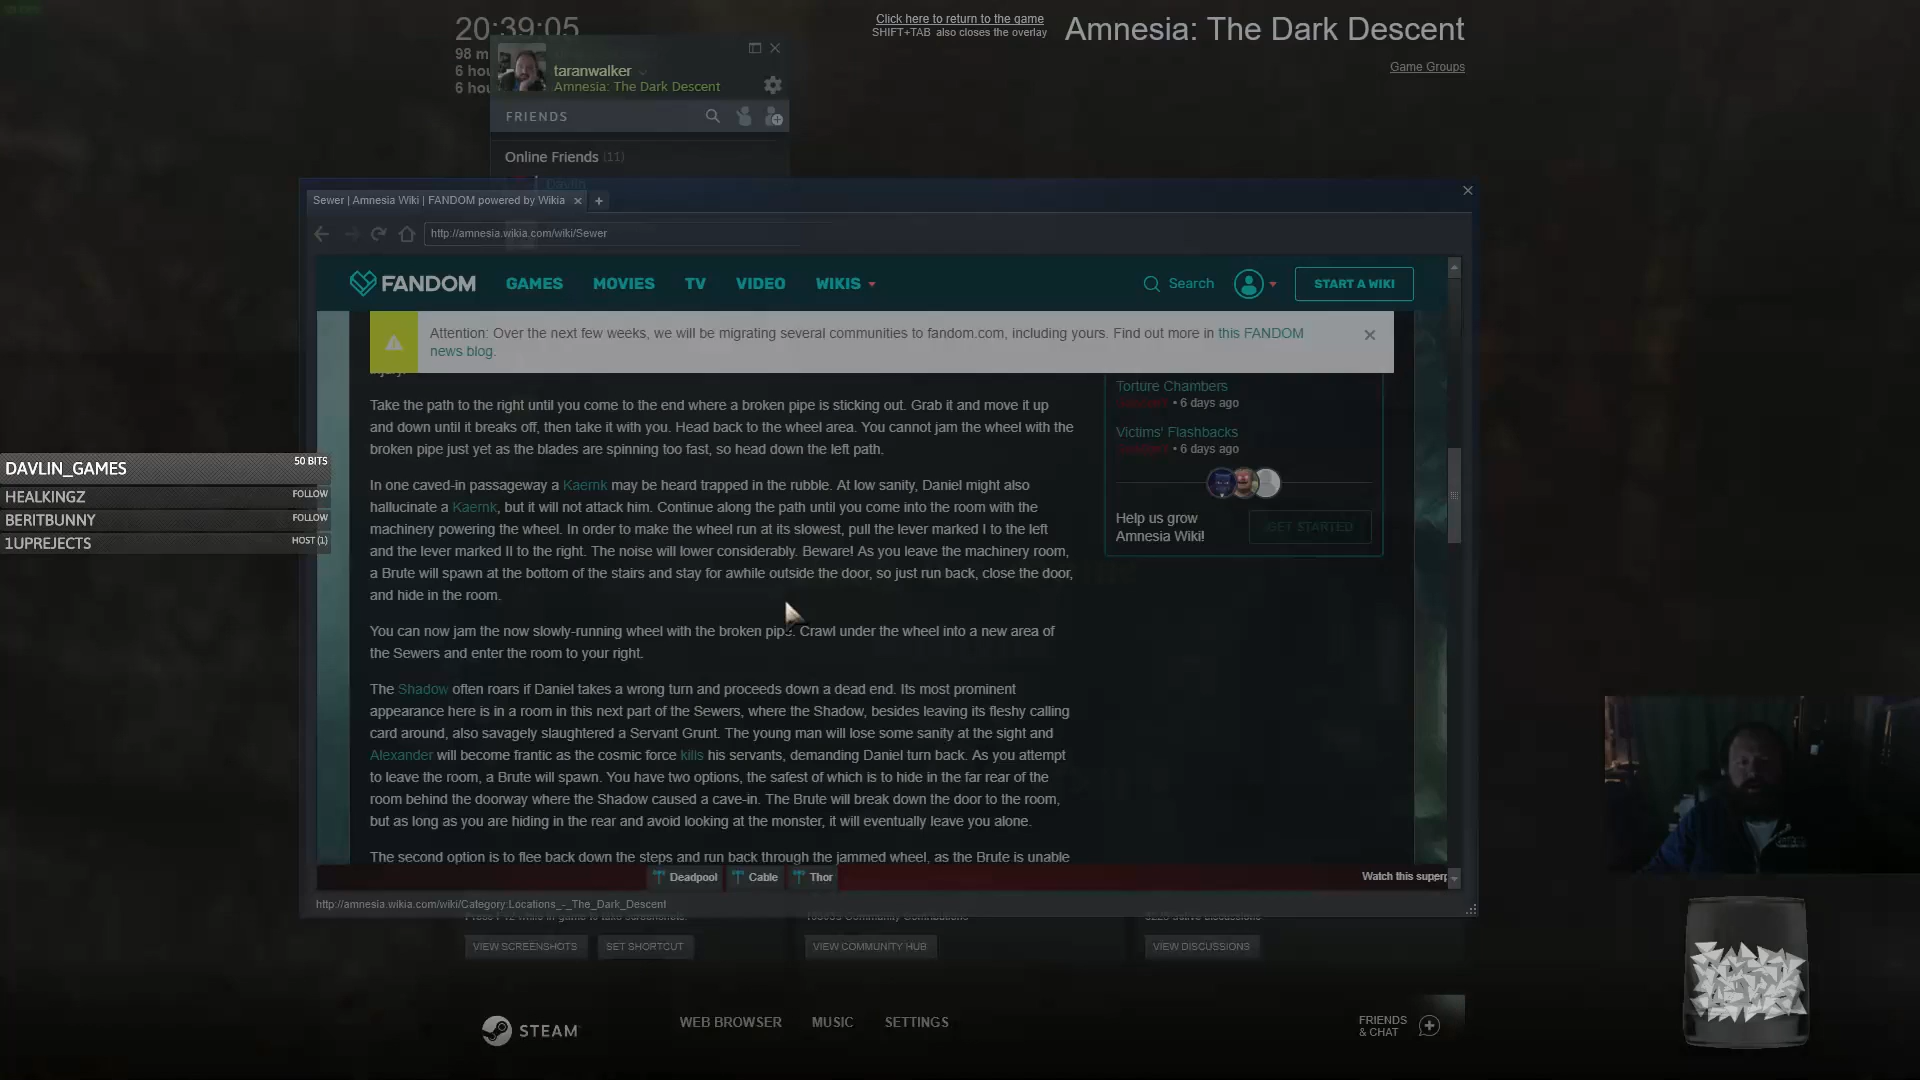 20:39:05
98 m
6 hou
6 hou
Click here to return to the game
SHIFT+TAB also closes the overlay
Amnesia: The Dark Descent
Game Groups
taranwalker
Amnesia: The Dark Descent
FRIENDS
Online Friends (11)
Davlin
Sewer | Amnesia Wiki | FANDOM powered by Wikia
http://amnesia.wikia.com/wiki/Sewer
FANDOM
GAMES
MOVIES
TV
VIDEO
WIKIS
Search
START A WIKI
Attention: Over the next few weeks, we will be migrating several communities to fandom.com, including yours. Find out more in this FANDOM
news blog.
Take the path to the right until you come to the end where a broken pipe is sticking out. Grab it and move it up
and down until it breaks off, then take it with you. Head back to the wheel area. You cannot jam the wheel with the
broken pipe just yet as the blades are spinning too fast, so head down the left path.
In one caved-in passageway a Kaernk may be heard trapped in the rubble. At low sanity, Daniel might also
hallucinate a Kaernk, but it will not attack him. Continue along the path until you come into the room with the
machinery powering the wheel. In order to make the wheel run at its slowest, pull the lever marked I to the left
and the lever marked II to the right. The noise will lower considerably. Beware! As you leave the machinery room,
a Brute will spawn at the bottom of the stairs and stay for awhile outside the door, so just run back, close the door,
and hide in the room.
You can now jam the now slowly-running wheel with the broken pipe. Crawl under the wheel into a new area of
the Sewers and enter the room to your right.
The Shadow often roars if Daniel takes a wrong turn and proceeds down a dead end. Its most prominent
appearance here is in a room in this next part of the Sewers, where the Shadow, besides leaving its fleshy calling
card around, also savagely slaughtered a Servant Grunt. The young man will lose some sanity at the sight and
Alexander will become frantic as the cosmic force kills his servants, demanding Daniel turn back. As you attempt
to leave the room, a Brute will spawn. You have two options, the safest of which is to hide in the far rear of the
room behind the doorway where the Shadow caused a cave-in. The Brute will break down the door to the room,
but as long as you are hiding in the rear and avoid looking at the monster, it will eventually leave you alone.
The second option is to flee back down the steps and run back through the jammed wheel, as the Brute is unable
Torture Chambers
• 6 days ago
Victims' Flashbacks
• 6 days ago
Help us grow
Amnesia Wiki!
GET STARTED
Deadpool
Cable
Thor
Watch this superp
http://amnesia.wikia.com/wiki/Category:Locations_-_The_Dark_Descent
DAVLIN_GAMES
50 BITS
HEALKINGZ
FOLLOW
BERITBUNNY
FOLLOW
1UPREJECTS
HOST (1)
VIEW SCREENSHOTS
SET SHORTCUT
VIEW COMMUNITY HUB
VIEW DISCUSSIONS
STEAM
WEB BROWSER
MUSIC
SETTINGS
FRIENDS
& CHAT